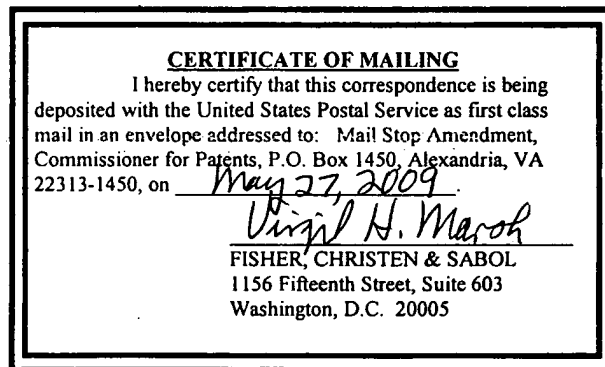 CERTIFICATE OF MAILING
I hereby certify that this correspondence is being
deposited with the United States Postal Service as first class
mail in an envelope addressed to: Mail Stop Amendment,
Commissioner for Patents, P.O. Box 1450, Alexandria, VA
22313-1450, on May 27, 2009.
Virgil H. Marsh
FISHER, CHRISTEN & SABOL
1156 Fifteenth Street, Suite 603
Washington, D.C. 20005